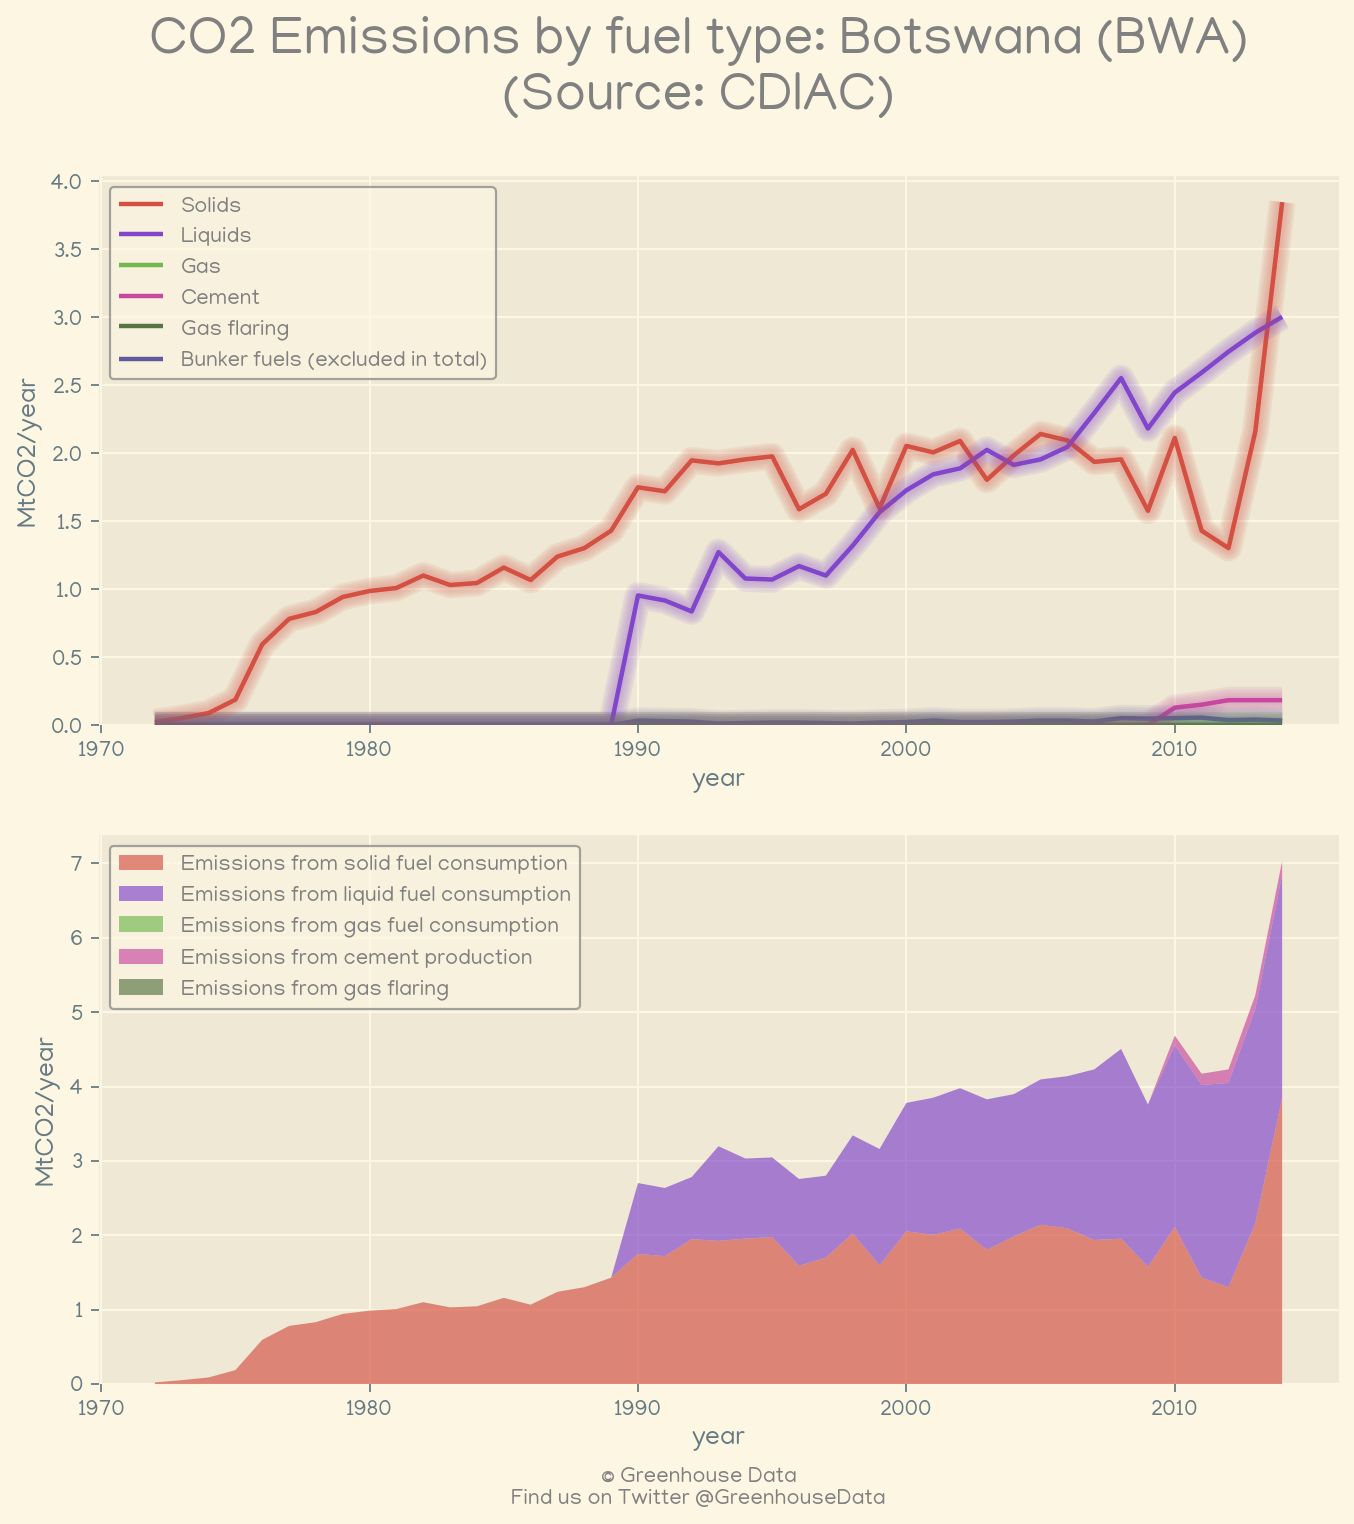 CO2 Emissions by fuel type: Botswana (BWA)
(Source: CDIAC)
4.0
3.5
3.0
2.5
2.0
1.5
1.0
0.5
0.0
MtCO2/year
Solids
Liquids
Gas
Cement
Gas flaring
Bunker fuels (excluded in total)
1970
1980
1990
2000
2010
year
7
6
5
4
3
2
1
0
MtCO2/year
Emissions from solid fuel consumption
Emissions from liquid fuel consumption
Emissions from gas fuel consumption
Emissions from cement production
Emissions from gas flaring
1970
1980
1990
2000
2010
year
© Greenhouse Data
Find us on Twitter @GreenhouseData